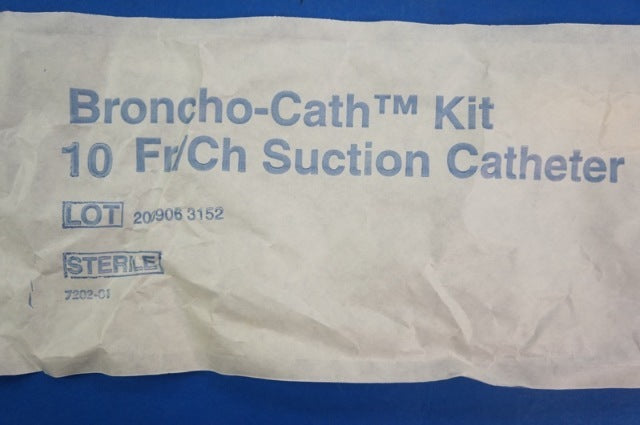 Broncho-Cath™ Kit
10 Fr/Ch Suction Catheter
LOT 20/906 3152
STERILE
7202-01